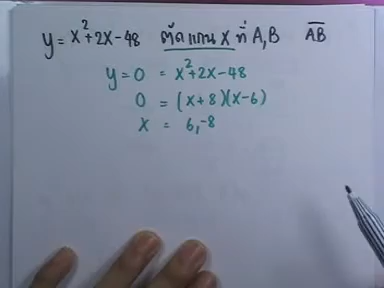 y = x²+2x-48 ตัดแกน x ที่ A,B \overline{AB}
y=0 = x²+2x-48
0 = (x+8)(x-6)
x = 6,-8